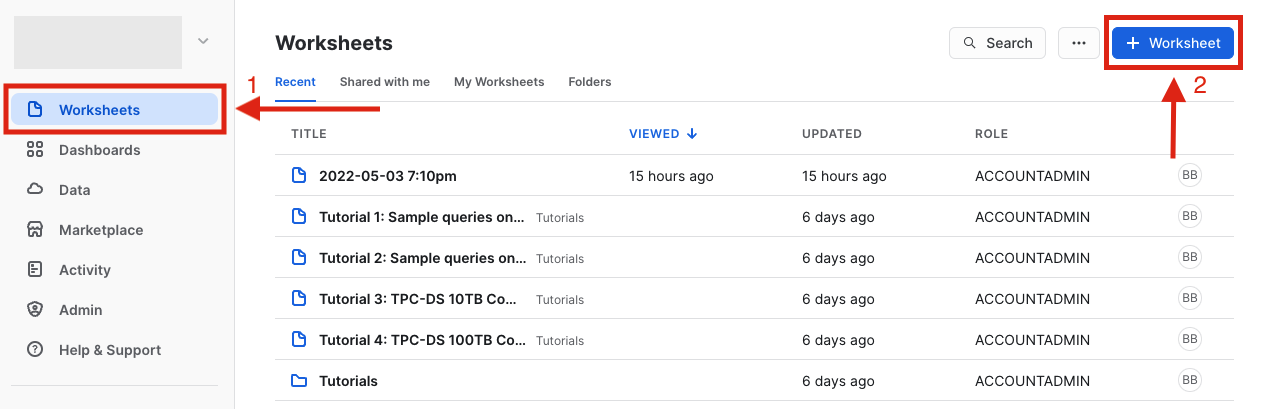 Worksheets
Search
...
+ Worksheet
1
2
Recent
Shared with me
My Worksheets
Folders
Worksheets
Dashboards
Data
Marketplace
Activity
Admin
Help & Support
TITLE VIEWED UPDATED ROLE
2022-05-03 7:10pm 15 hours ago 15 hours ago ACCOUNTADMIN BB
Tutorial 1: Sample queries on... Tutorials 6 days ago ACCOUNTADMIN BB
Tutorial 2: Sample queries on... Tutorials 6 days ago ACCOUNTADMIN BB
Tutorial 3: TPC-DS 10TB Co... Tutorials 6 days ago ACCOUNTADMIN BB
Tutorial 4: TPC-DS 100TB Co... Tutorials 6 days ago ACCOUNTADMIN BB
Tutorials 6 days ago ACCOUNTADMIN BB